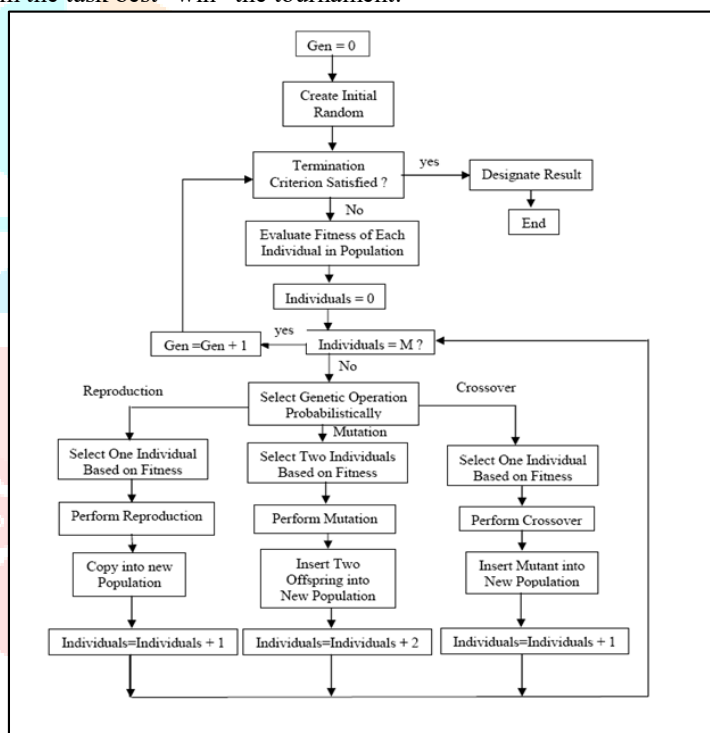 m the task best "win" the tournament.
Gen = 0
Create Initial
Random
Termination
Criterion Satisfied ?
yes
Designate Result
End
No
Evaluate Fitness of Each
Individual in Population
Individuals = 0
yes
Gen =Gen + 1
Individuals = M ?
No
Reproduction
Crossover
Select Genetic Operation
Probabilistically
Mutation
Select One Individual
Based on Fitness
Perform Reproduction
Copy into new
Population
Individuals=Individuals + 1
Select Two Individuals
Based on Fitness
Perform Mutation
Insert Two
Offspring into
New Population
Individuals=Individuals + 2
Select One Individual
Based on Fitness
Perform Crossover
Insert Mutant into
New Population
Individuals=Individuals + 1